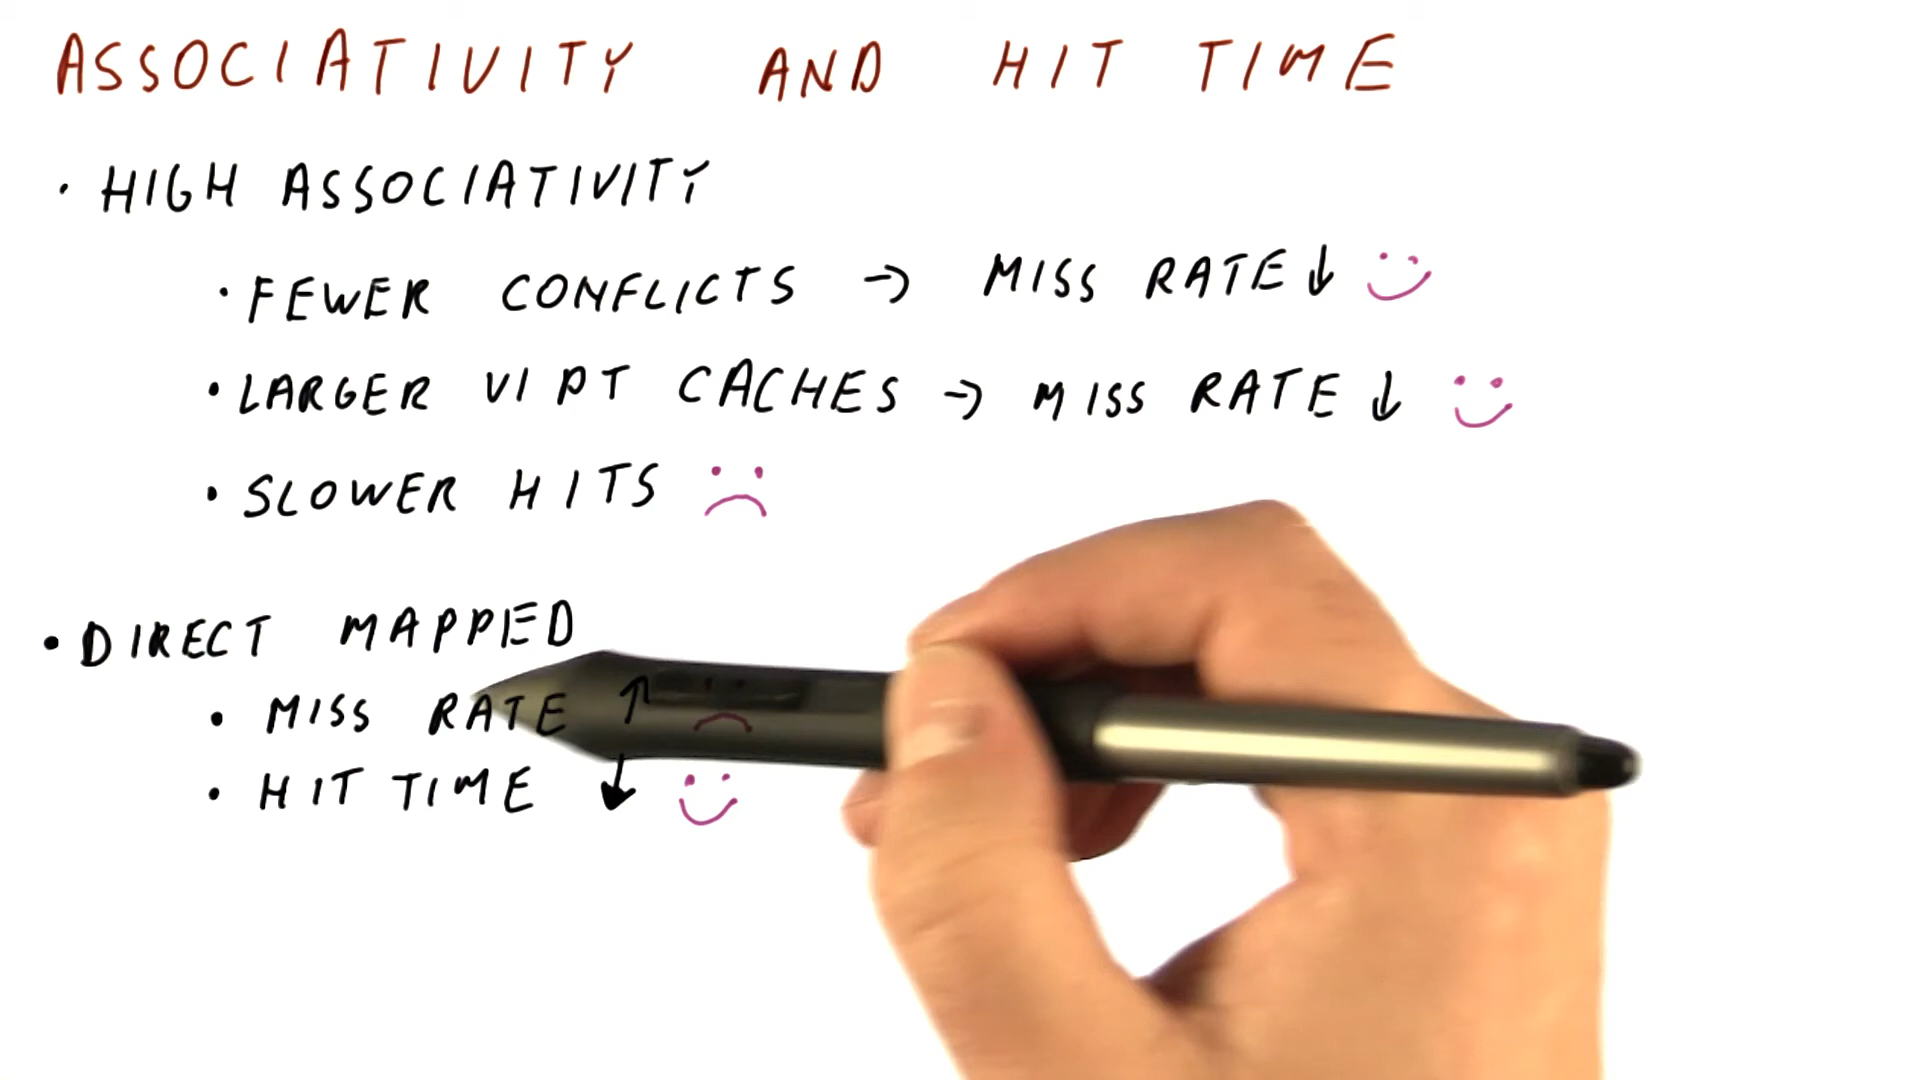 ASSOCIATIVITY AND HIT TIME
· HIGH ASSOCIATIVITY
· FEWER CONFLICTS → MISS RATE ↓
· LARGER VIPT CACHES → MISS RATE ↓
· SLOWER HITS
· DIRECT MAPPED
· MISS RATE ↑
· HIT TIME ↓